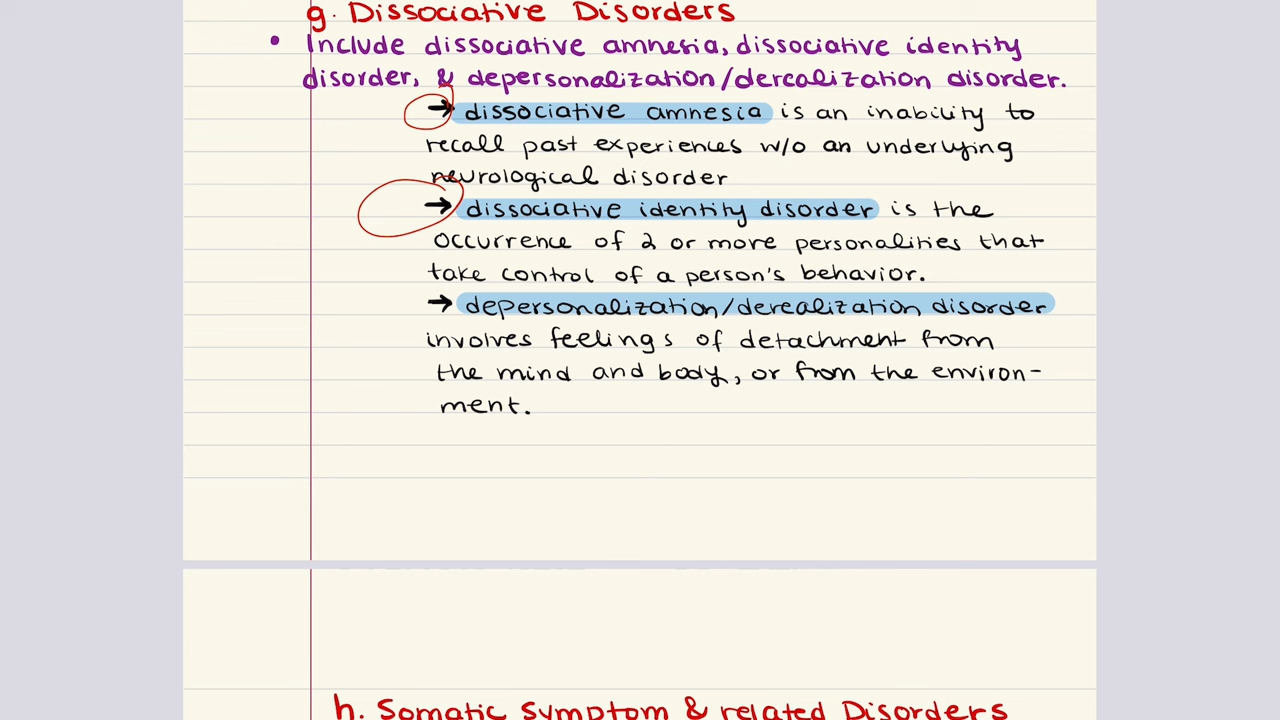 g. Dissociative Disorders
• Include dissociative amnesia, dissociative identity
disorder, & depersonalization/dercalization disorder.
→ dissociative amnesia is an inability to
recall past experiences w/o an underlying
neurological disorder
→ dissociative identity disorder is the
occurrence of 2 or more personalities that
take control of a person's behavior.
→ depersonalization/derealization disorder
involves feelings of detachment from
the mind and body, or from the environ-
ment.
h. Somatic Symptom & related Disorders